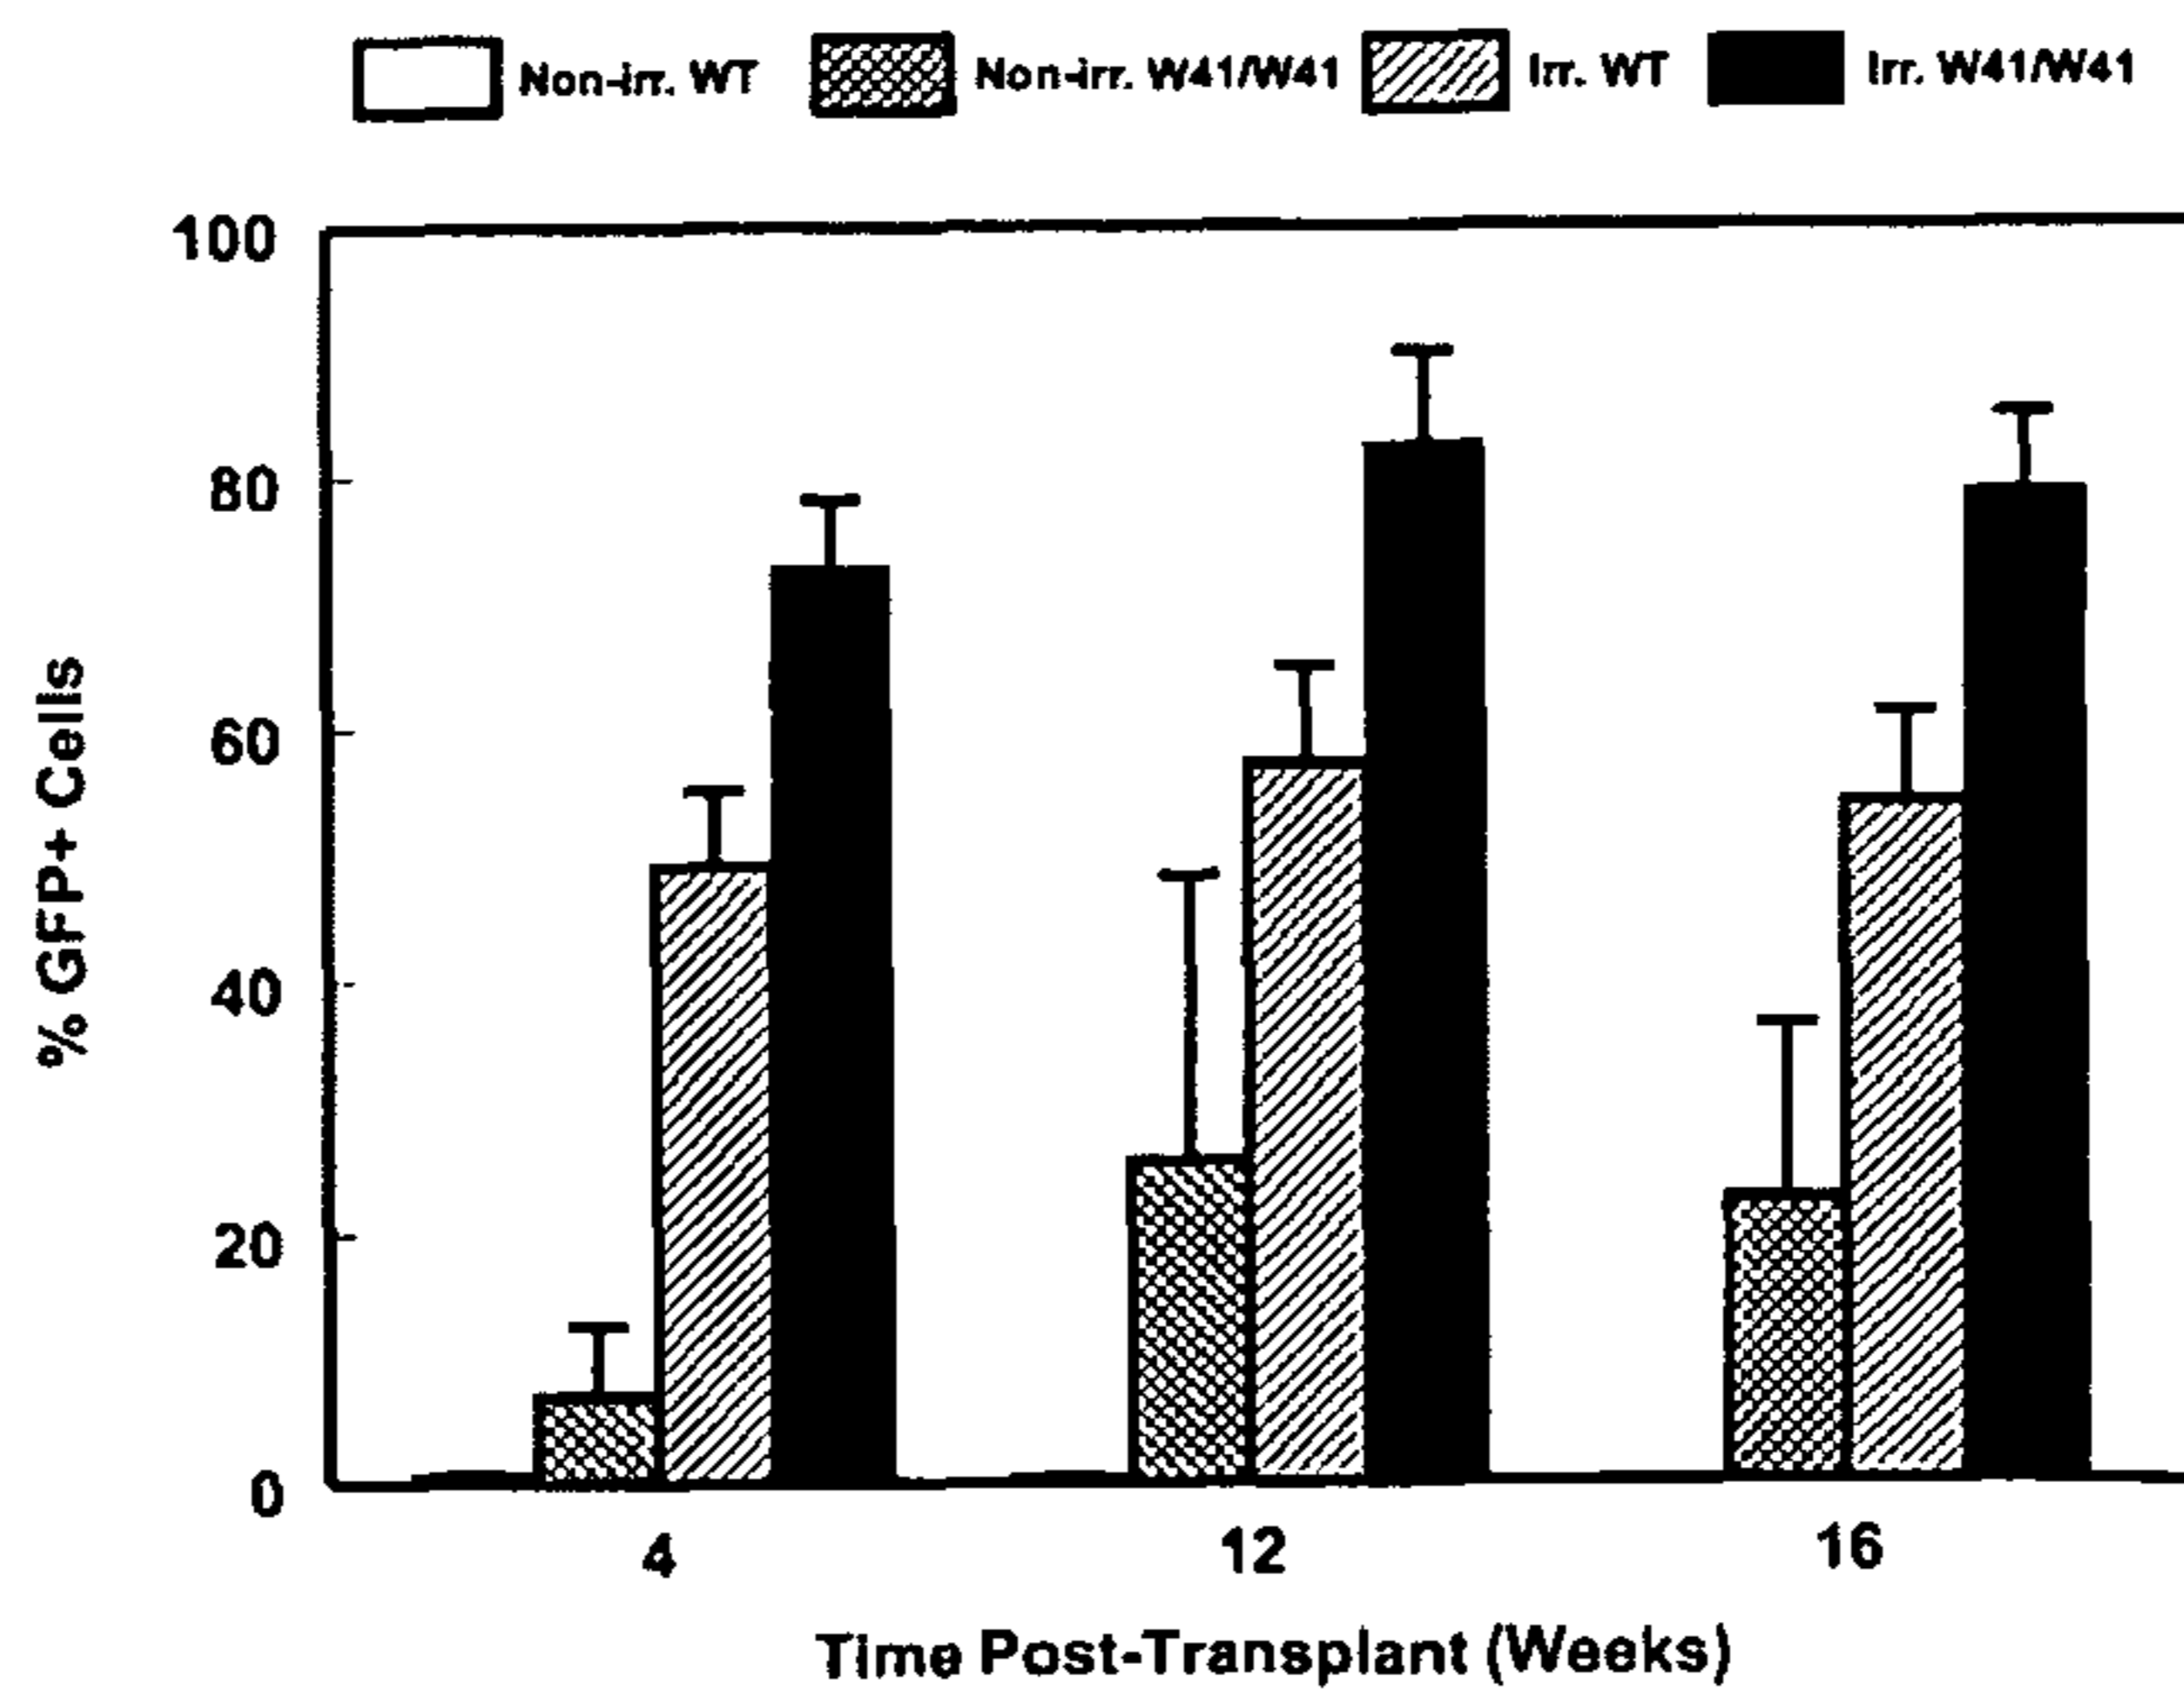 Non-irr. WT Non-irr. W41/W41 Irr. WT Irr. W41/W41
100
80
60
40
20
0
% GFP+ Cells
4 12 16
Time Post-Transplant (Weeks)